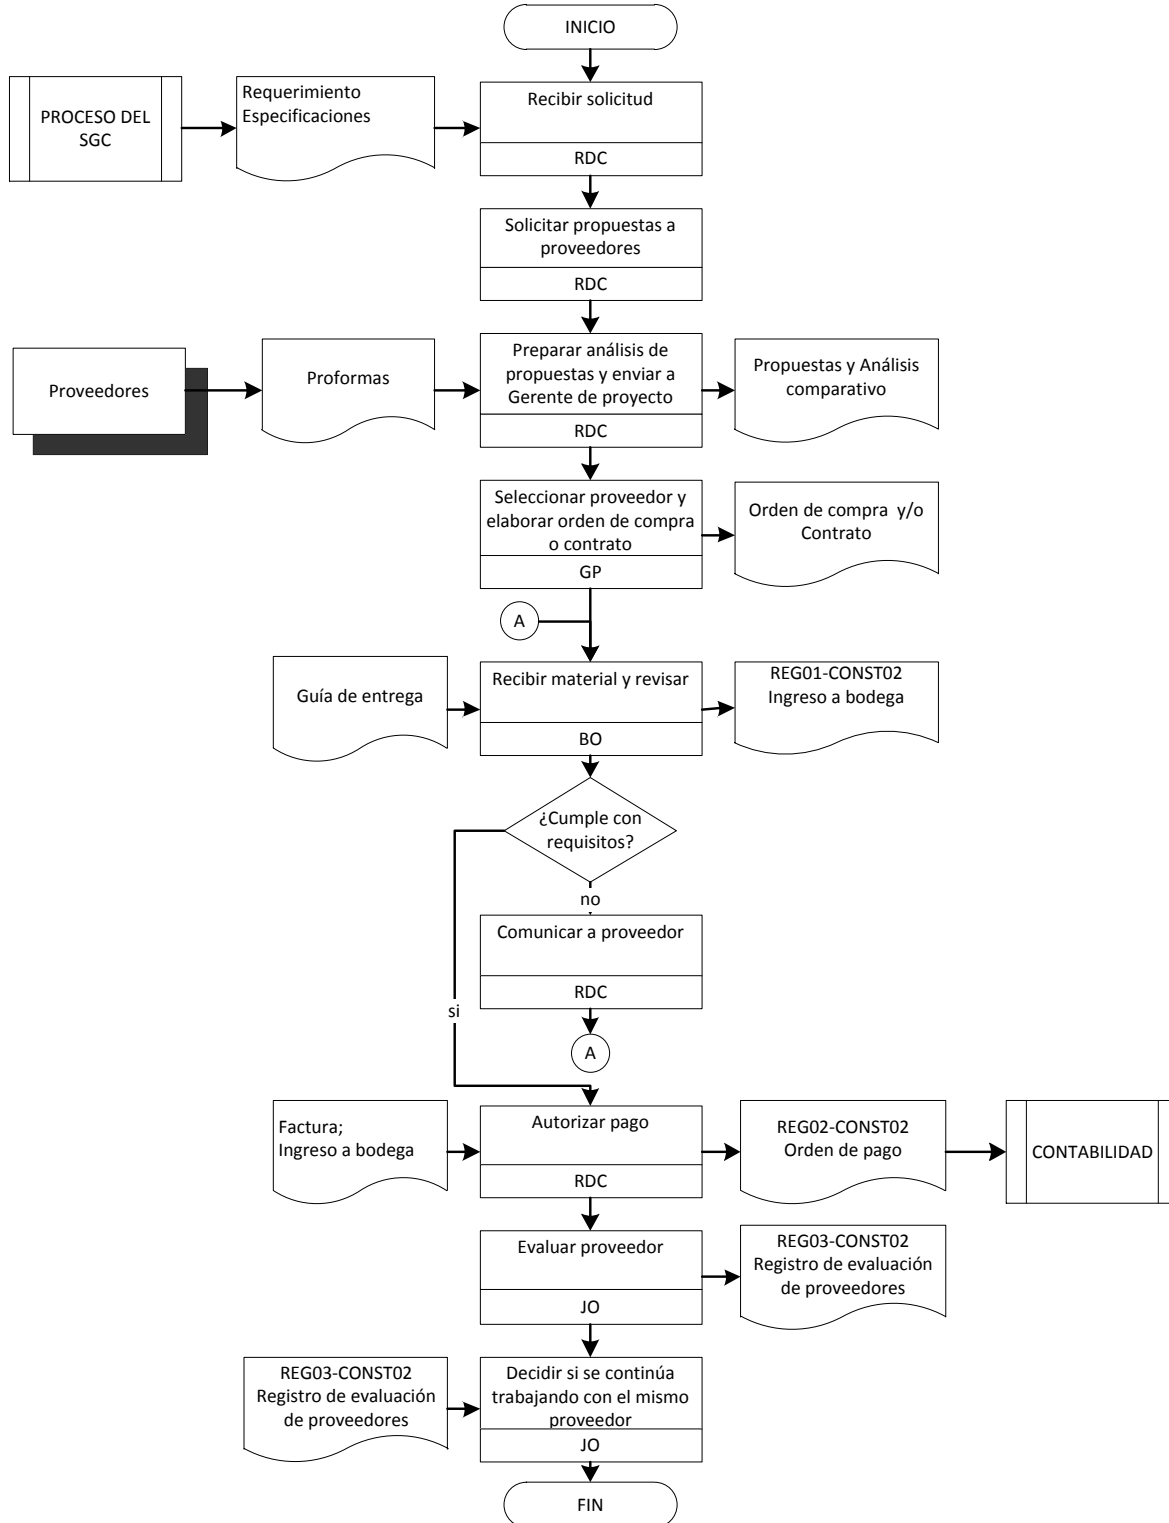 INICIO
PROCESO DEL
SGC
Requerimiento
Especificaciones
Recibir solicitud
RDC
Solicitar propuestas a
proveedores
RDC
Proveedores
Proformas
Preparar análisis de
propuestas y enviar a
Gerente de proyecto
RDC
Propuestas y Análisis
comparativo
Seleccionar proveedor y
elaborar orden de compra
o contrato
GP
Orden de compra  y/o
Contrato
A
Guía de entrega
Recibir material y revisar
BO
REG01-CONST02
Ingreso a bodega
¿Cumple con
requisitos?
no
Comunicar a proveedor
RDC
si
A
Factura;
Ingreso a bodega
Autorizar pago
RDC
REG02-CONST02
Orden de pago
CONTABILIDAD
Evaluar proveedor
JO
REG03-CONST02
Registro de evaluación
de proveedores
REG03-CONST02
Registro de evaluación
de proveedores
Decidir si se continúa
trabajando con el mismo
proveedor
JO
FIN